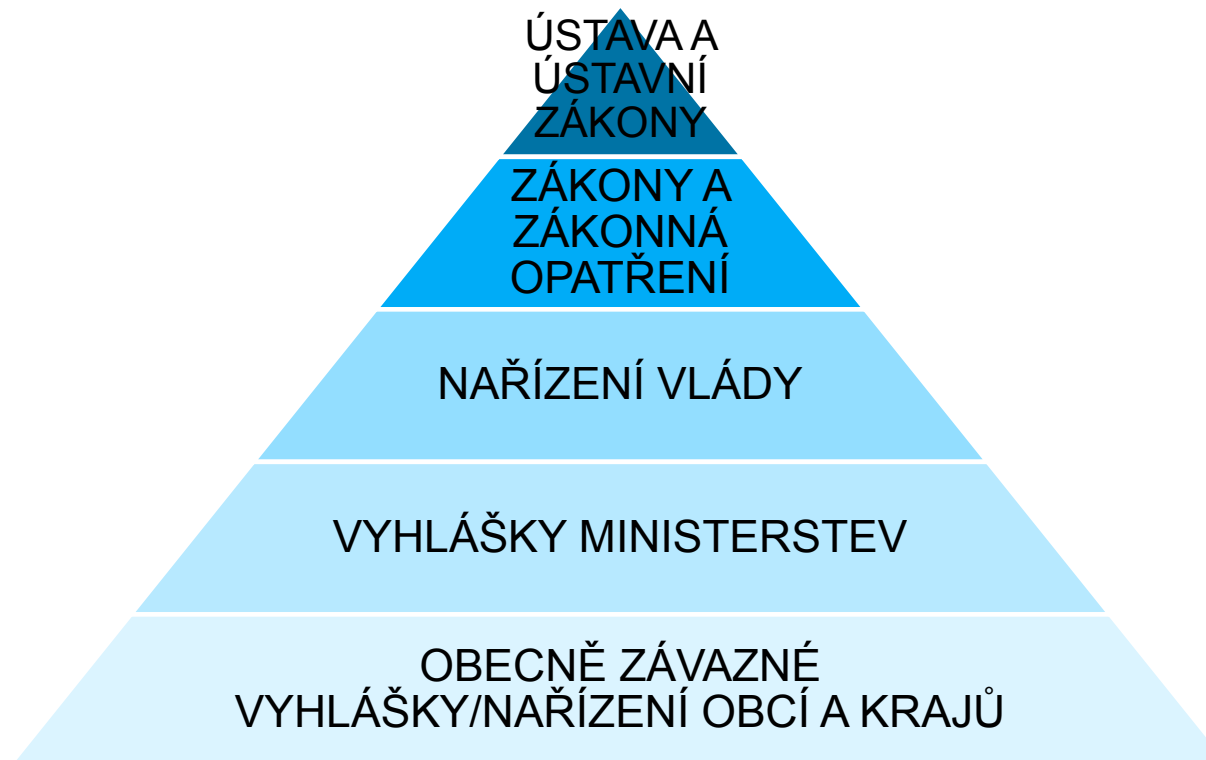 ÚSTAVA A
ÚSTAVNÍ
ZÁKONY
ZÁKONY A
ZÁKONNÁ
OPATŘENÍ
NAŘÍZENÍ VLÁDY
VYHLÁŠKY MINISTERSTEV
OBECNĚ ZÁVAZNÉ
VYHLÁŠKY/NAŘÍZENÍ OBCÍ A KRAJŮ